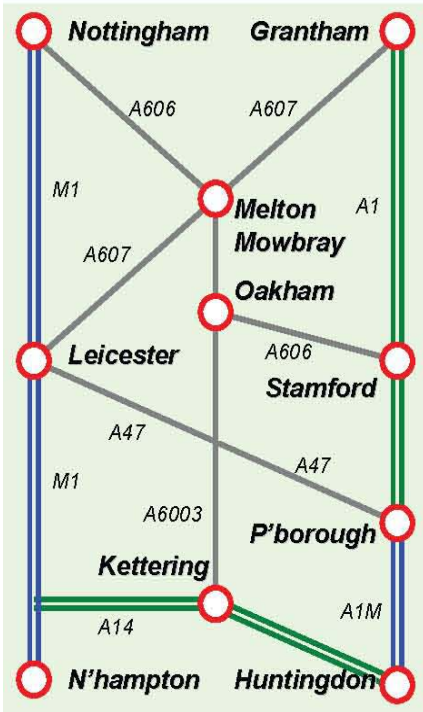 Nottingham
Grantham
A606
A607
M1
A1
Melton
Mowbray
A607
Oakham
Leicester
A606
Stamford
A47
A47
M1
A6003
P'borough
Kettering
A14
A1M
N'hampton
Huntingdon